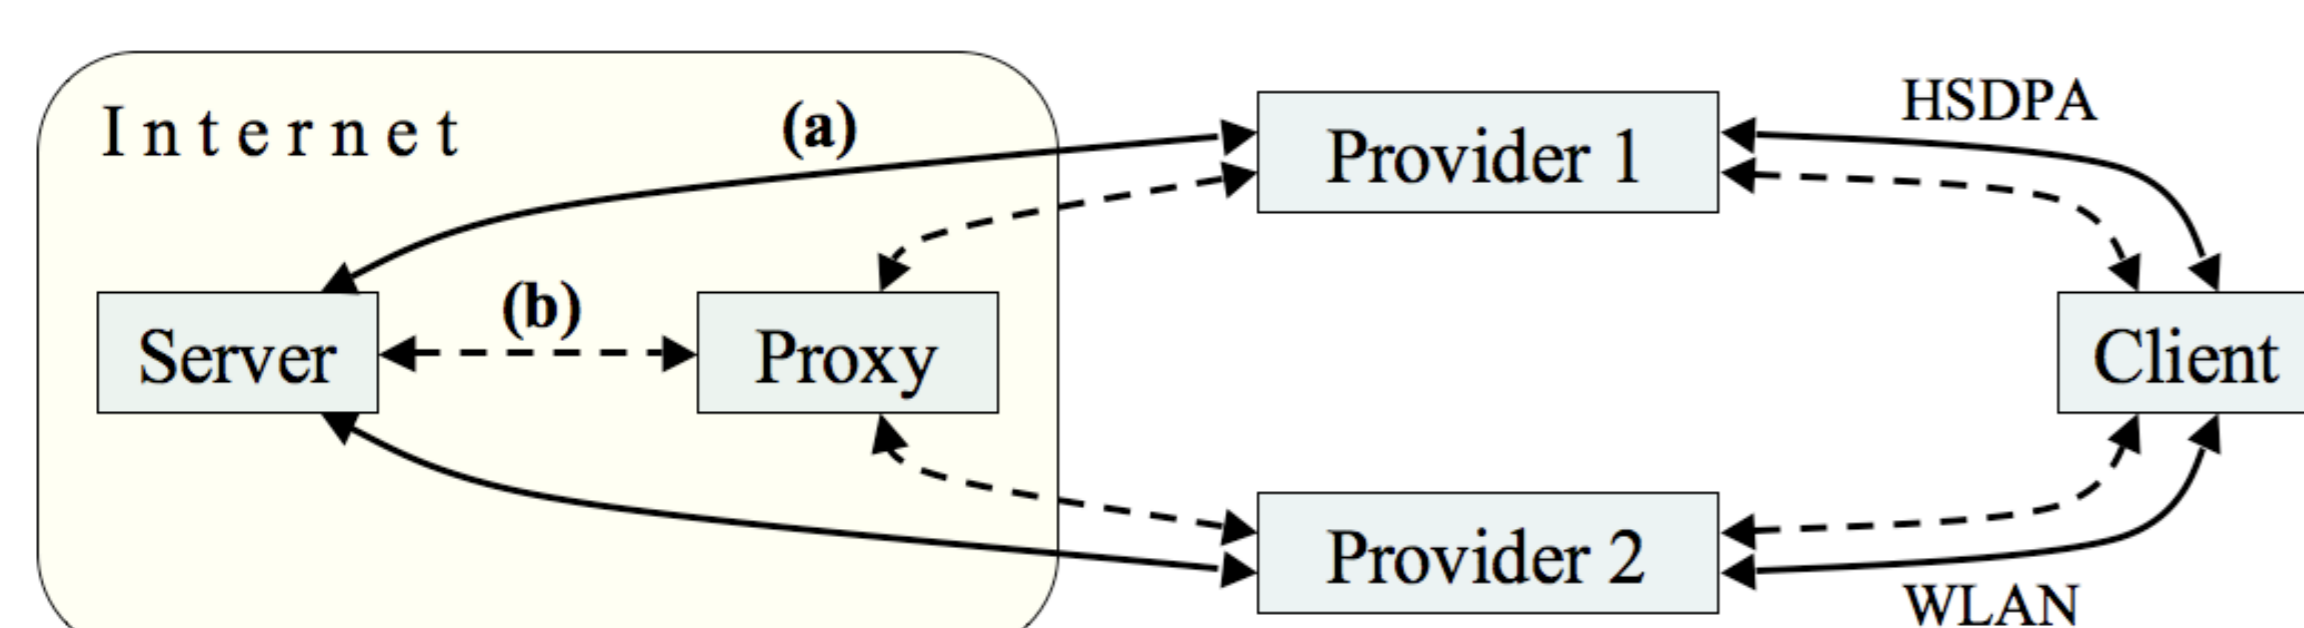 HSDPA
Internet
(a)
Provider 1
(b)
Server
Proxy
Client
Provider 2
WLAN